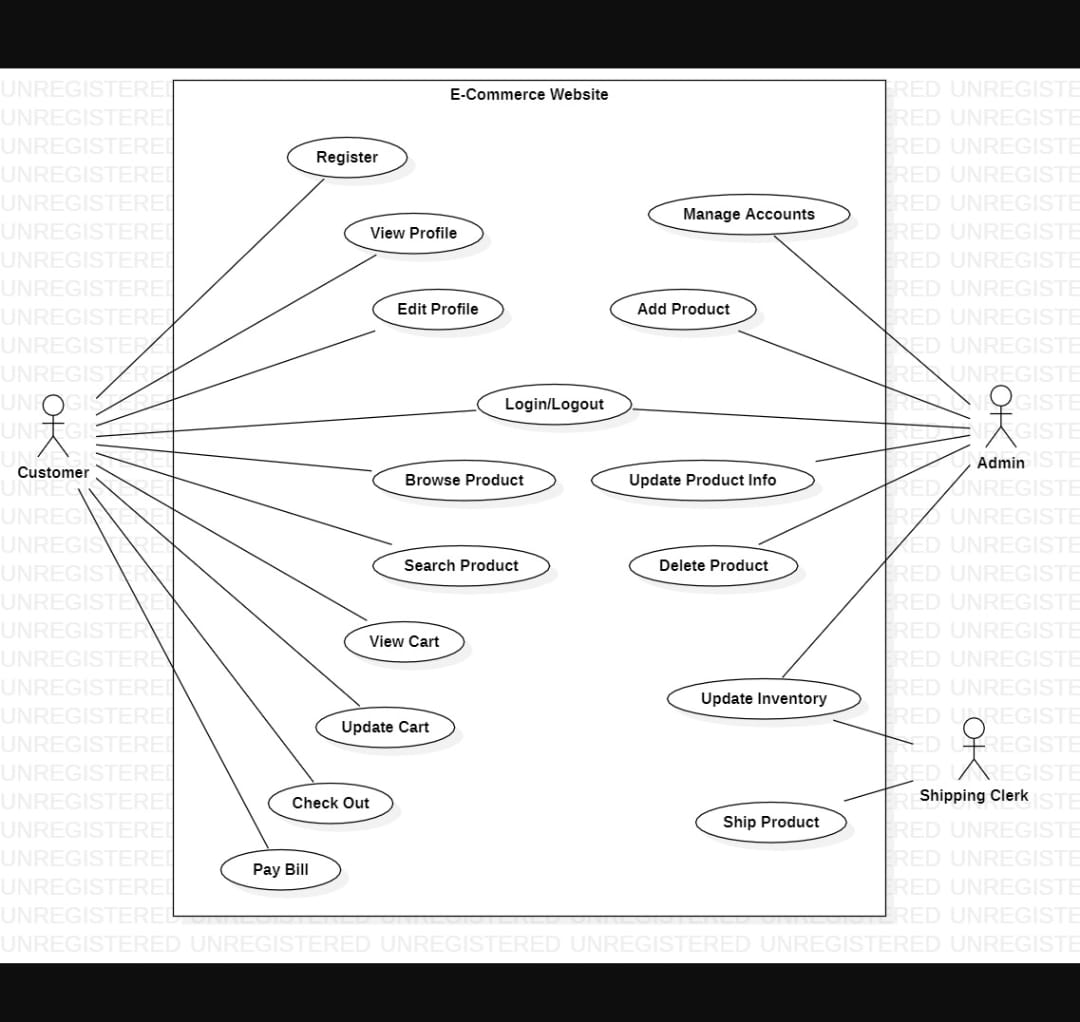 E-Commerce Website
Register
View Profile
Manage Accounts
Edit Profile
Add Product
Login/Logout
Customer
Admin
Browse Product
Update Product Info
Search Product
Delete Product
View Cart
Update Inventory
Update Cart
Shipping Clerk
Check Out
Ship Product
Pay Bill
UNREGISTERED UNREGISTERED UNREGISTERED UNREGISTERED UNREGISTERED